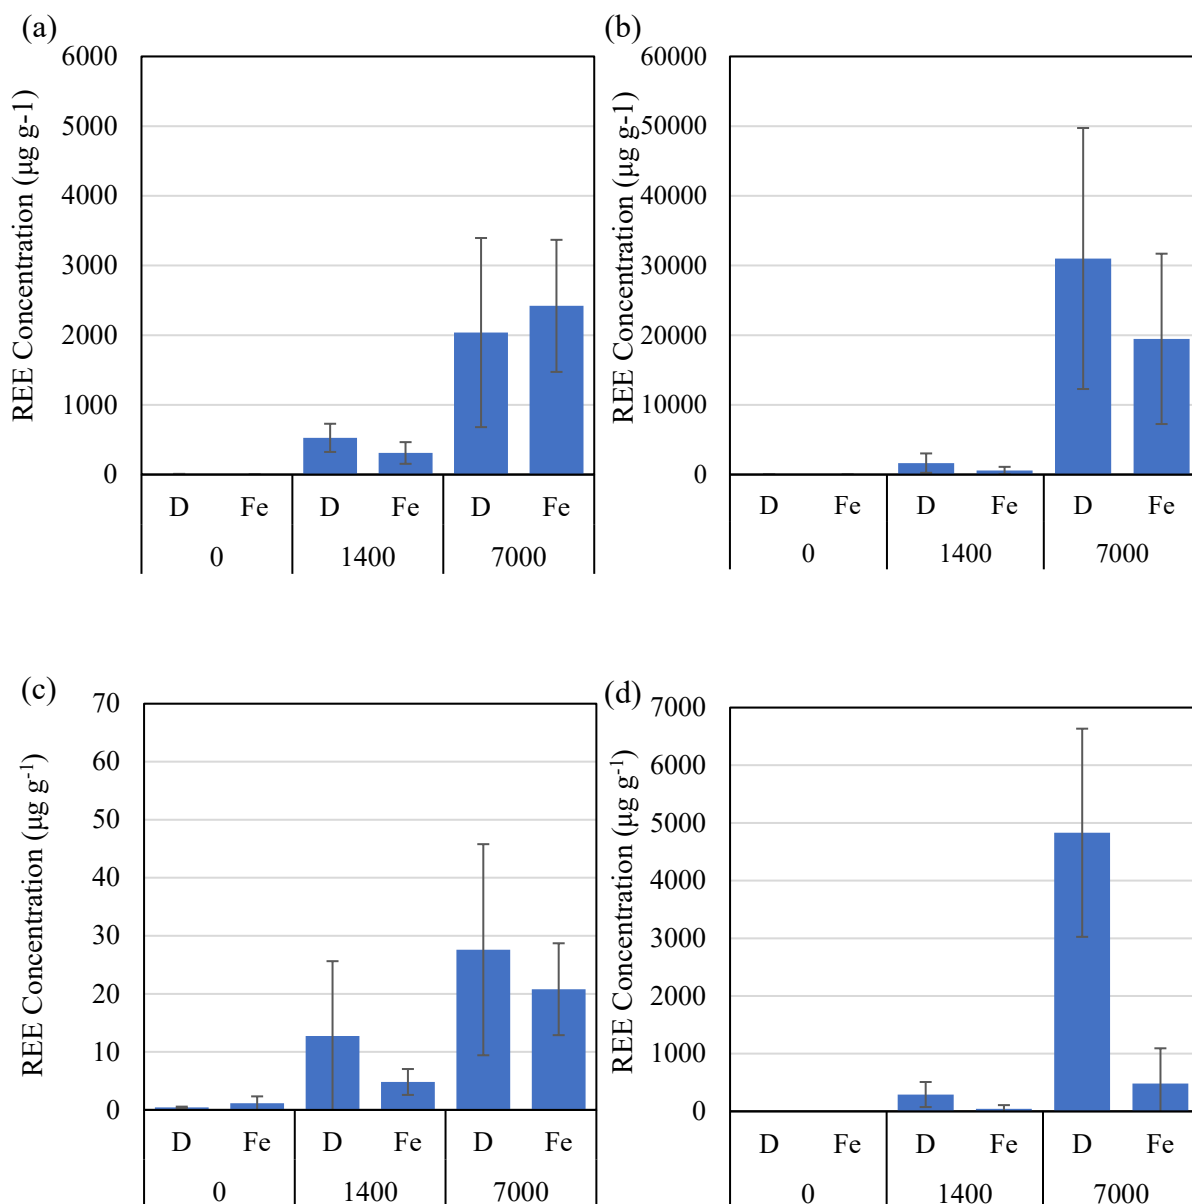 (a)
REE Concentration (µg g-1)
6000
5000
4000
3000
2000
1000
0
D Fe D Fe D Fe
0 1400 7000
(b)
REE Concentration (µg g-1)
60000
50000
40000
30000
20000
10000
0
D Fe D Fe D Fe
0 1400 7000
(c)
REE Concentration (µg g⁻¹)
70
60
50
40
30
20
10
0
D Fe D Fe D Fe
0 1400 7000
(d)
REE Concentration (µg g⁻¹)
7000
6000
5000
4000
3000
2000
1000
0
D Fe D Fe D Fe
0 1400 7000